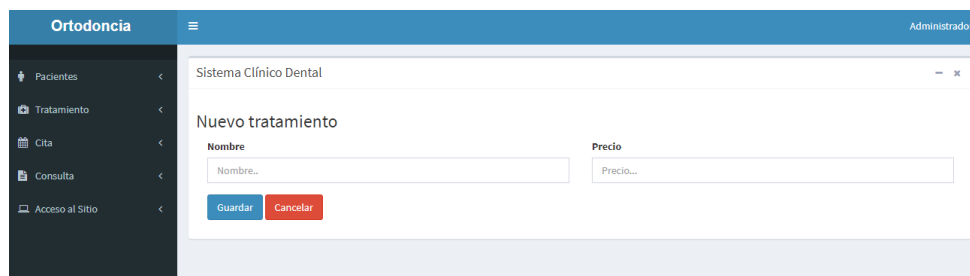 Ortodoncia
Administrado
Pacientes
Tratamiento
Cita
Consulta
Acceso al Sitio
Sistema Clínico Dental
Nuevo tratamiento
Nombre Precio
Nombre.. Precio...
Guardar Cancelar